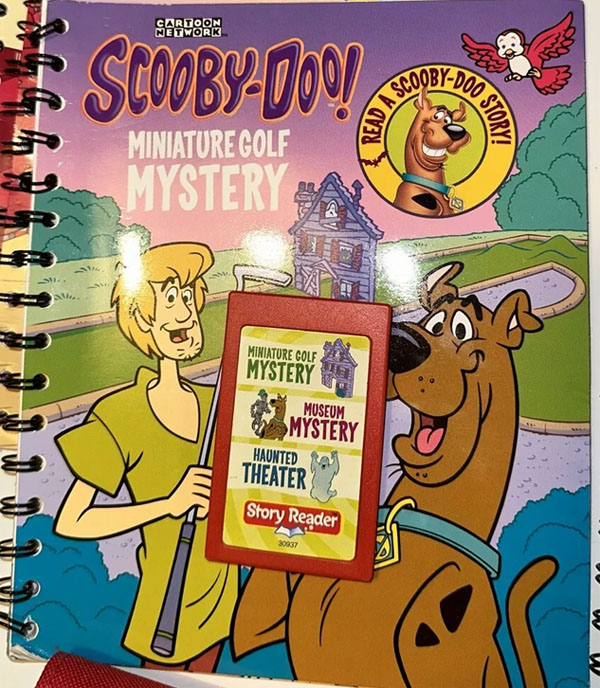 CARTOON
NETWORK
SCOOBY-DOO!
READ A SCOOBY-DOO STORY!
MINIATURE GOLF
MYSTERY
MINIATURE GOLF
MYSTERY
MUSEUM
MYSTERY
HAUNTED
THEATER
Story Reader
30937